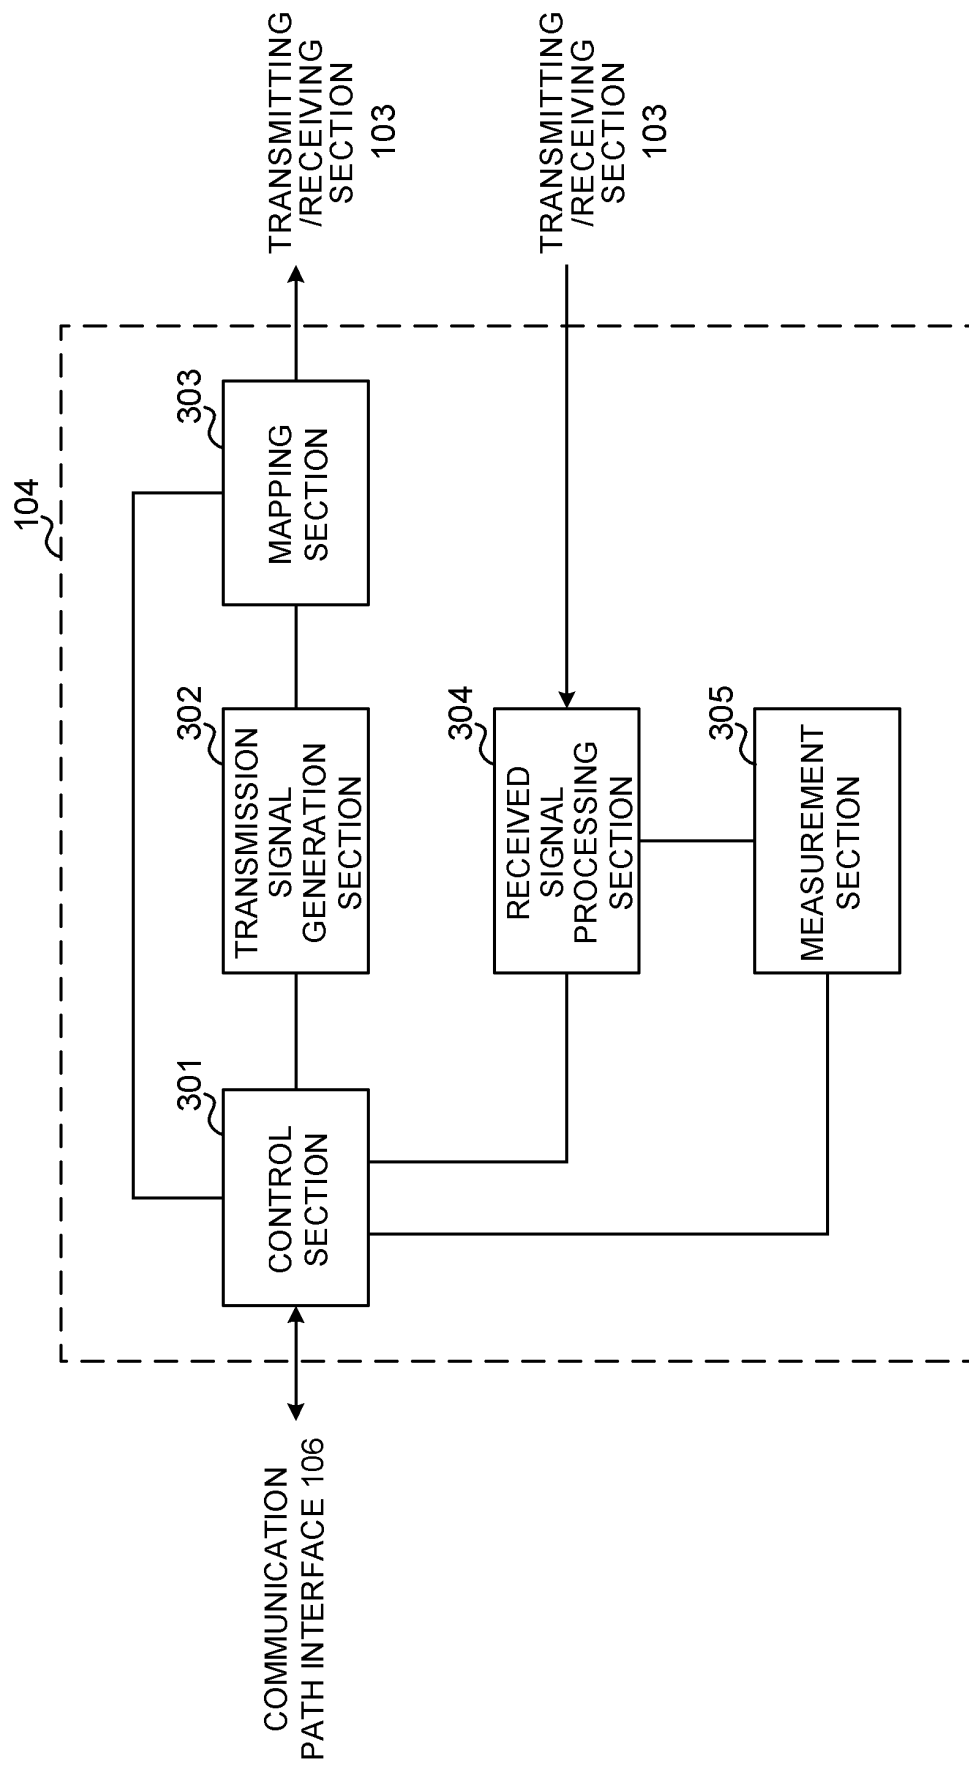 104
COMMUNICATION
PATH INTERFACE 106
301
CONTROL
SECTION
302
TRANSMISSION
SIGNAL
GENERATION
SECTION
303
MAPPING
SECTION
TRANSMITTING
/RECEIVING
SECTION
103
304
RECEIVED
SIGNAL
PROCESSING
SECTION
TRANSMITTING
/RECEIVING
SECTION
103
305
MEASUREMENT
SECTION